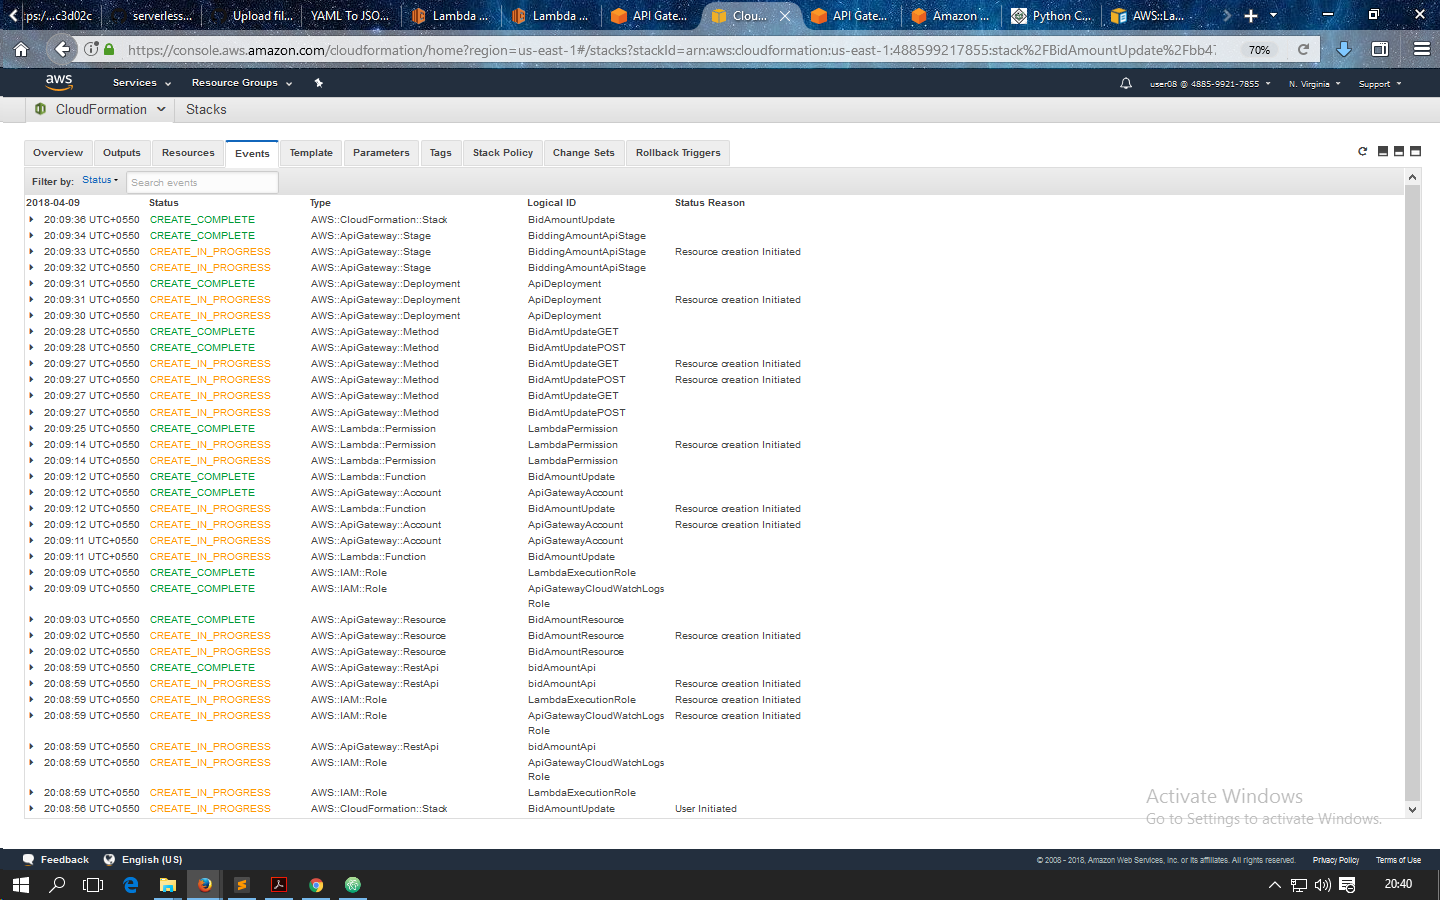 ps:/...c3d02c serverless... Upload fil... YAML To JSO... Lambda ... Lambda ... API Gate... Clou... API Gate... Amazon ... Python C... AWS::La...
https://console.aws.amazon.com/cloudformation/home?region=us-east-1#/stacks?stackId=arn:aws:cloudformation:us-east-1:488599217855:stack%2FBidAmountUpdate%2Fbb47 70%
aws Services Resource Groups user08 @ 4885-9921-7855 N. Virginia Support
CloudFormation Stacks
Overview Outputs Resources Events Template Parameters Tags Stack Policy Change Sets Rollback Triggers
Filter by: Status Search events
2018-04-09 Status Type Logical ID Status Reason
20:09:36 UTC+0550 CREATE_COMPLETE AWS::CloudFormation::Stack BidAmountUpdate
20:09:34 UTC+0550 CREATE_COMPLETE AWS::ApiGateway::Stage BiddingAmountApiStage
20:09:33 UTC+0550 CREATE_IN_PROGRESS AWS::ApiGateway::Stage BiddingAmountApiStage Resource creation Initiated
20:09:32 UTC+0550 CREATE_IN_PROGRESS AWS::ApiGateway::Stage BiddingAmountApiStage
20:09:31 UTC+0550 CREATE_COMPLETE AWS::ApiGateway::Deployment ApiDeployment
20:09:31 UTC+0550 CREATE_IN_PROGRESS AWS::ApiGateway::Deployment ApiDeployment Resource creation Initiated
20:09:30 UTC+0550 CREATE_IN_PROGRESS AWS::ApiGateway::Deployment ApiDeployment
20:09:28 UTC+0550 CREATE_COMPLETE AWS::ApiGateway::Method BidAmtUpdateGET
20:09:28 UTC+0550 CREATE_COMPLETE AWS::ApiGateway::Method BidAmtUpdatePOST
20:09:27 UTC+0550 CREATE_IN_PROGRESS AWS::ApiGateway::Method BidAmtUpdateGET Resource creation Initiated
20:09:27 UTC+0550 CREATE_IN_PROGRESS AWS::ApiGateway::Method BidAmtUpdatePOST Resource creation Initiated
20:09:27 UTC+0550 CREATE_IN_PROGRESS AWS::ApiGateway::Method BidAmtUpdateGET
20:09:27 UTC+0550 CREATE_IN_PROGRESS AWS::ApiGateway::Method BidAmtUpdatePOST
20:09:25 UTC+0550 CREATE_COMPLETE AWS::Lambda::Permission LambdaPermission
20:09:14 UTC+0550 CREATE_IN_PROGRESS AWS::Lambda::Permission LambdaPermission Resource creation Initiated
20:09:14 UTC+0550 CREATE_IN_PROGRESS AWS::Lambda::Permission LambdaPermission
20:09:12 UTC+0550 CREATE_COMPLETE AWS::Lambda::Function BidAmountUpdate
20:09:12 UTC+0550 CREATE_COMPLETE AWS::ApiGateway::Account ApiGatewayAccount
20:09:12 UTC+0550 CREATE_IN_PROGRESS AWS::Lambda::Function BidAmountUpdate Resource creation Initiated
20:09:12 UTC+0550 CREATE_IN_PROGRESS AWS::ApiGateway::Account ApiGatewayAccount Resource creation Initiated
20:09:11 UTC+0550 CREATE_IN_PROGRESS AWS::ApiGateway::Account ApiGatewayAccount
20:09:11 UTC+0550 CREATE_IN_PROGRESS AWS::Lambda::Function BidAmountUpdate
20:09:09 UTC+0550 CREATE_COMPLETE AWS::IAM::Role LambdaExecutionRole
20:09:09 UTC+0550 CREATE_COMPLETE AWS::IAM::Role ApiGatewayCloudWatchLogs
Role
20:09:03 UTC+0550 CREATE_COMPLETE AWS::ApiGateway::Resource BidAmountResource
20:09:02 UTC+0550 CREATE_IN_PROGRESS AWS::ApiGateway::Resource BidAmountResource Resource creation Initiated
20:09:02 UTC+0550 CREATE_IN_PROGRESS AWS::ApiGateway::Resource BidAmountResource
20:08:59 UTC+0550 CREATE_COMPLETE AWS::ApiGateway::RestApi bidAmountApi
20:08:59 UTC+0550 CREATE_IN_PROGRESS AWS::ApiGateway::RestApi bidAmountApi Resource creation Initiated
20:08:59 UTC+0550 CREATE_IN_PROGRESS AWS::IAM::Role LambdaExecutionRole Resource creation Initiated
20:08:59 UTC+0550 CREATE_IN_PROGRESS AWS::IAM::Role ApiGatewayCloudWatchLogs Resource creation Initiated
Role
20:08:59 UTC+0550 CREATE_IN_PROGRESS AWS::ApiGateway::RestApi bidAmountApi
20:08:59 UTC+0550 CREATE_IN_PROGRESS AWS::IAM::Role ApiGatewayCloudWatchLogs
Role
20:08:59 UTC+0550 CREATE_IN_PROGRESS AWS::IAM::Role LambdaExecutionRole
20:08:56 UTC+0550 CREATE_IN_PROGRESS AWS::CloudFormation::Stack BidAmountUpdate User Initiated
Activate Windows
Go to Settings to activate Windows.
Feedback English (US) © 2008 - 2018, Amazon Web Services, Inc. or its affiliates. All rights reserved. Privacy Policy Terms of Use
20:40